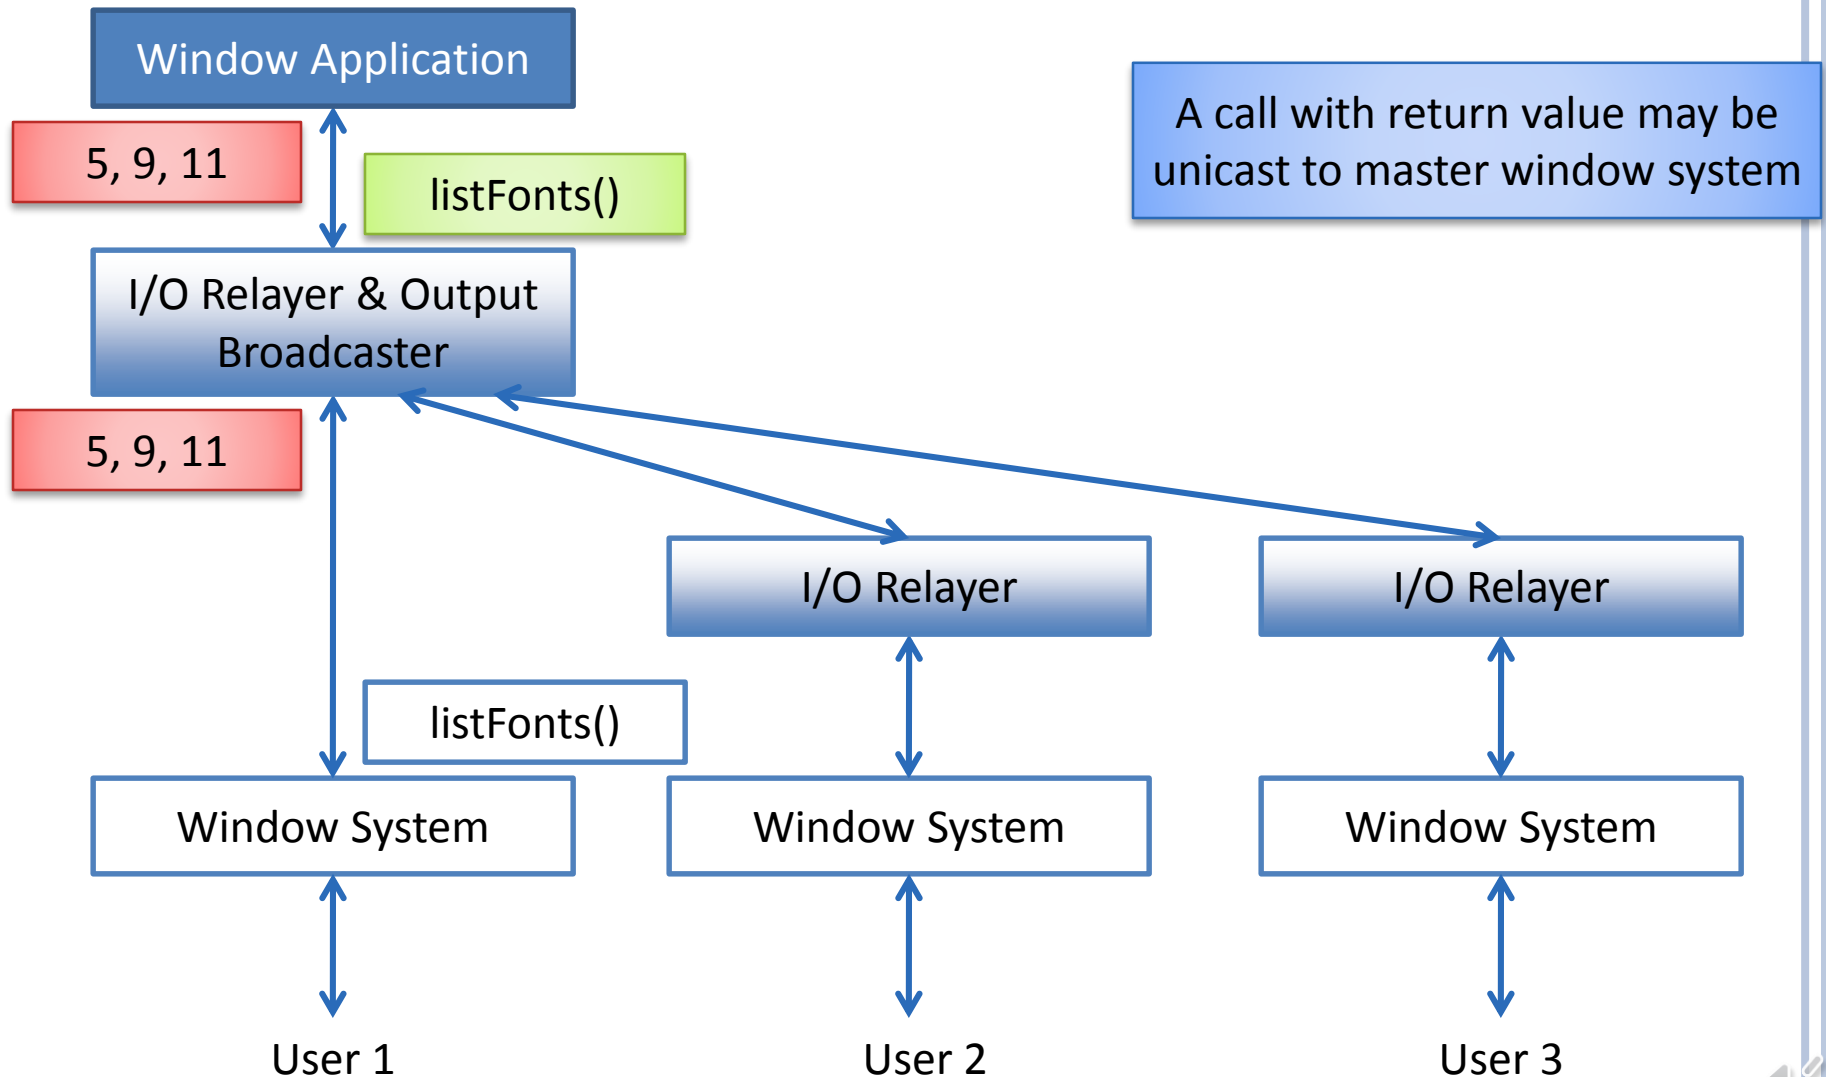 Window Application
A call with return value may be
unicast to master window system
5, 9, 11
listFonts()
I/O Relayer & Output
Broadcaster
5, 9, 11
I/O Relayer
I/O Relayer
listFonts()
Window System
Window System
Window System
User 1
User 2
User 3